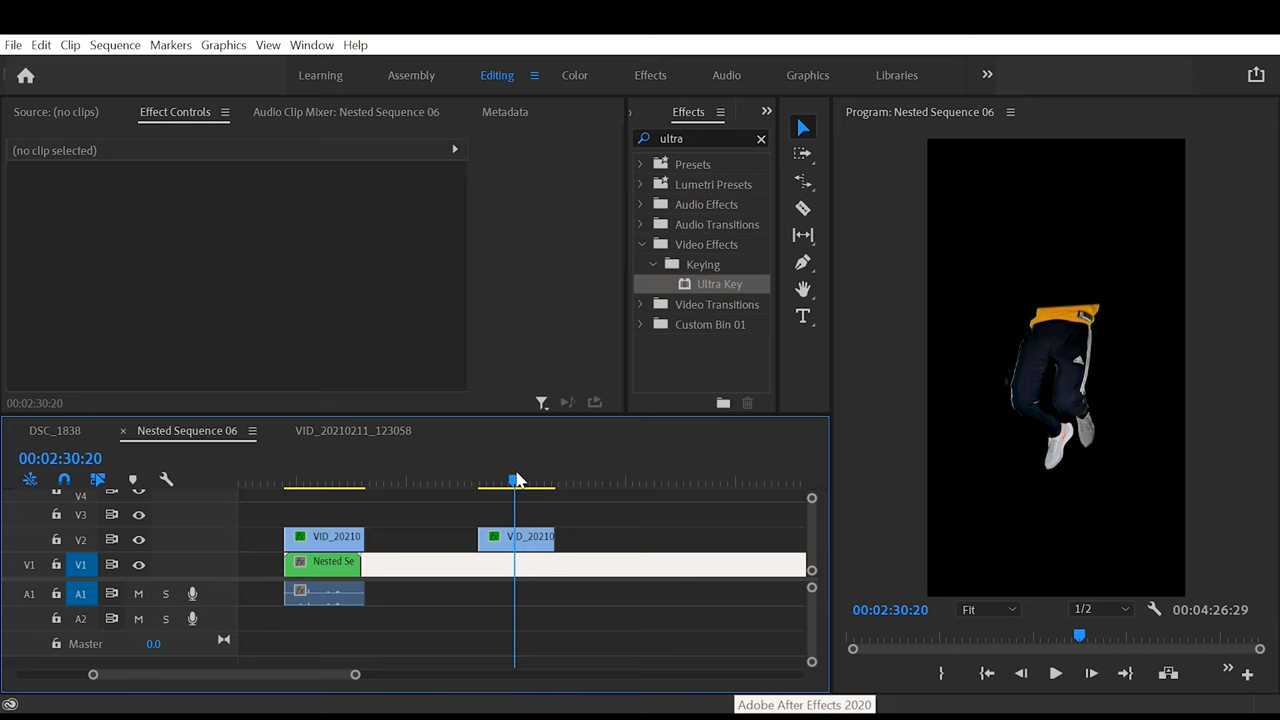 File Edit Clip Sequence Markers Graphics View Window Help
Learning Assembly Editing Color Effects Audio Graphics Libraries
Source: (no clips) Effect Controls Audio Clip Mixer: Nested Sequence 06 Metadata
Effects
Program: Nested Sequence 06
(no clip selected)
ultra
Presets
Lumetri Presets
Audio Effects
Audio Transitions
Video Effects
Keying
Ultra Key
Video Transitions
Custom Bin 01
00:02:30:20
DSC_1838 × Nested Sequence 06 VID_20210211_123058
00:02:30:20
V4
V3
V2 VID_20210 VID_20210
V1 V1 fx Nested Se
A1 A1 M S fx
A2 M S
Master 0.0
00:02:30:20 Fit 1/2 00:04:26:29
Adobe After Effects 2020